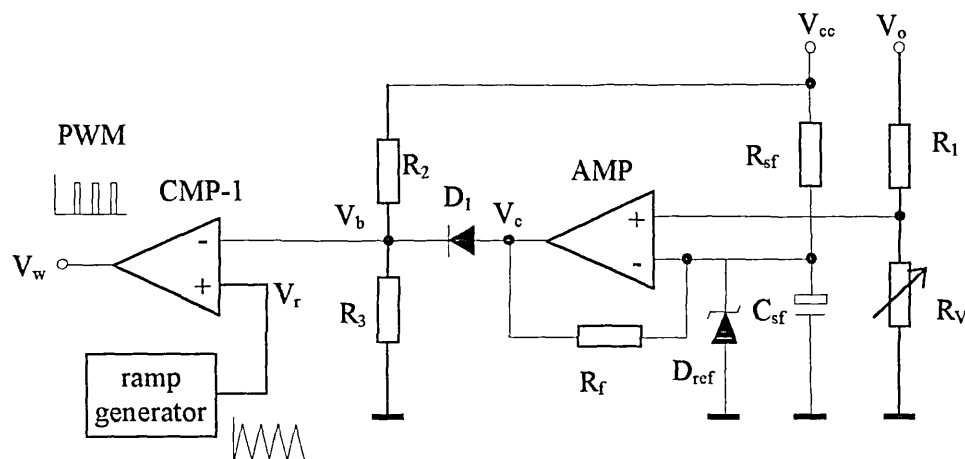 V_cc
V_o
PWM
CMP-1
R_2
AMP
R_sf
R_1
D_1
V_b
V_c
+
-
-
+
V_w
V_r
R_3
C_sf
R_V
R_f
D_ref
ramp
generator